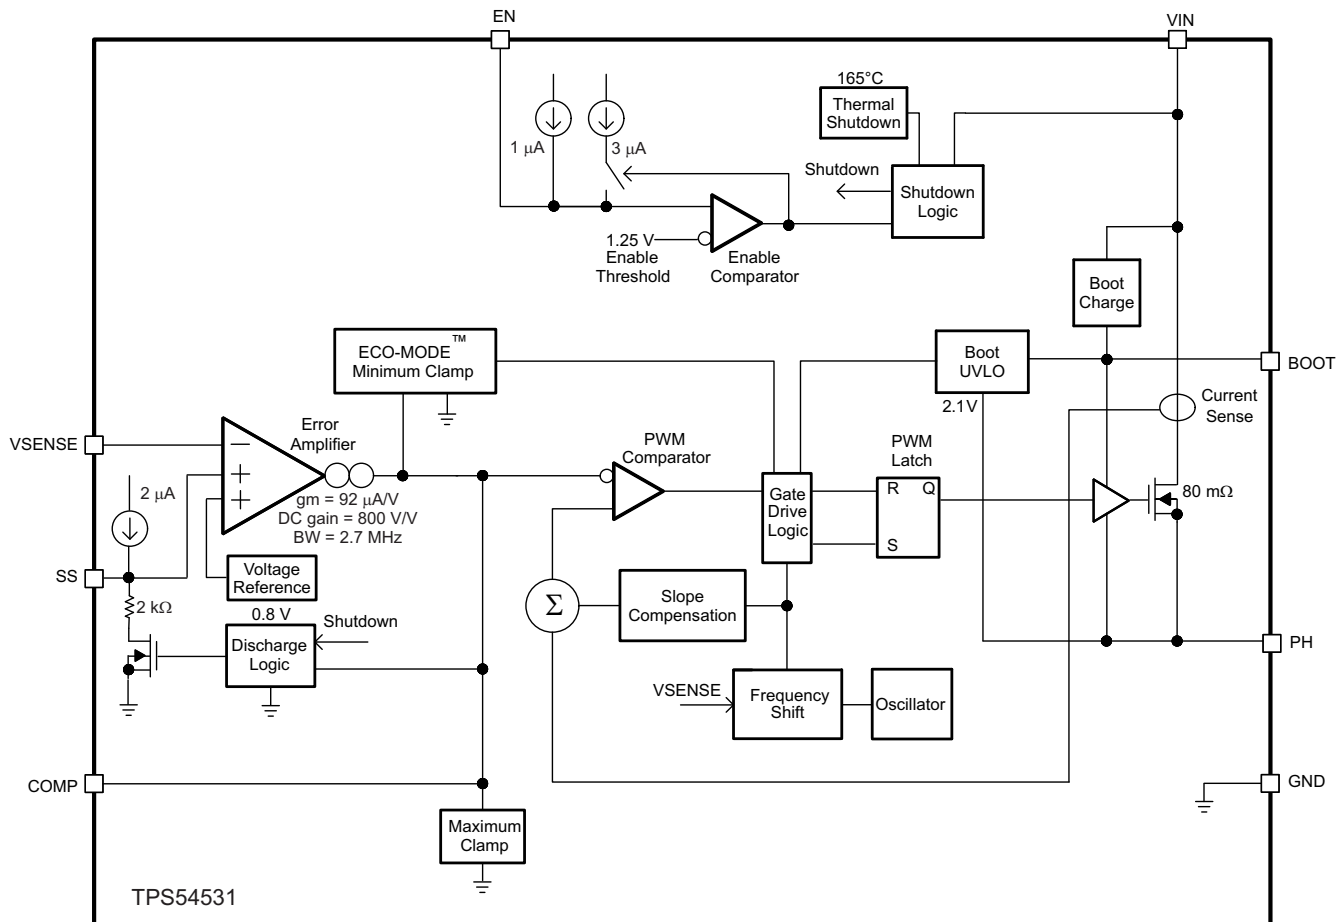 EN
VIN
165°C
Thermal
Shutdown
1 μA
3 μA
Shutdown
Shutdown
Logic
1.25 V
Enable
Threshold
Enable
Comparator
Boot
Charge
ECO-MODE™
Minimum Clamp
Boot
UVLO
BOOT
2.1V
Current
Sense
VSENSE
Error
Amplifier
PWM
Comparator
PWM
Latch
2 μA
gm = 92 μA/V
DC gain = 800 V/V
BW = 2.7 MHz
Gate
Drive
Logic
R
Q
S
80 mΩ
SS
Voltage
Reference
2 kΩ
0.8 V
Shutdown
Discharge
Logic
Σ
Slope
Compensation
PH
VSENSE
Frequency
Shift
Oscillator
COMP
GND
Maximum
Clamp
TPS54531